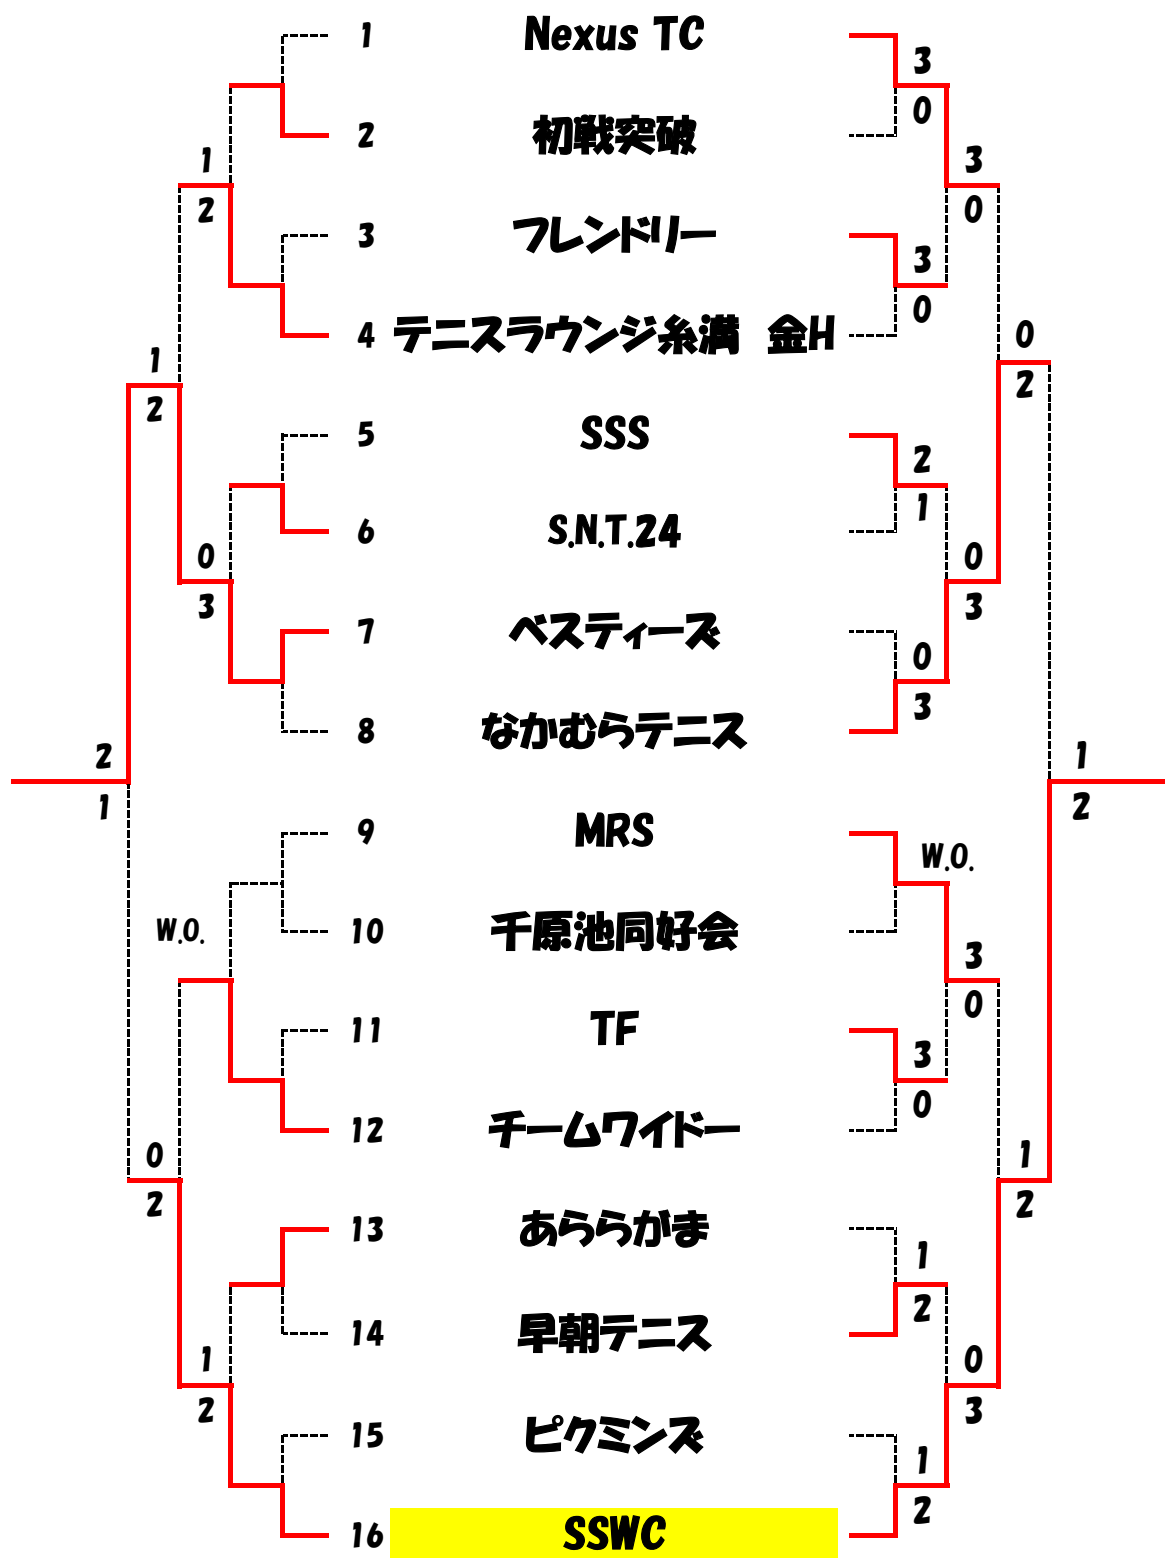 1 Nexus TC 3
0
2 初戦突破
1 3
2 0
3 フレンドリー 3
0
4 テニスラウンジ糸満　金H 0
1 2
2
5 SSS 2
1
6 S.N.T.24
0 0
3 3
7 ベスティーズ 0
3
8 なかむらテニス
2 1
1 2
9 MRS W.O.
10 千原池同好会
W.O. 3
0
11 TF 3
0
12 チームワイドー
0 1
2 2
13 あららがま 1
2
14 早朝テニス
1 0
2 3
15 ピクミンズ 1
2
16 SSWC